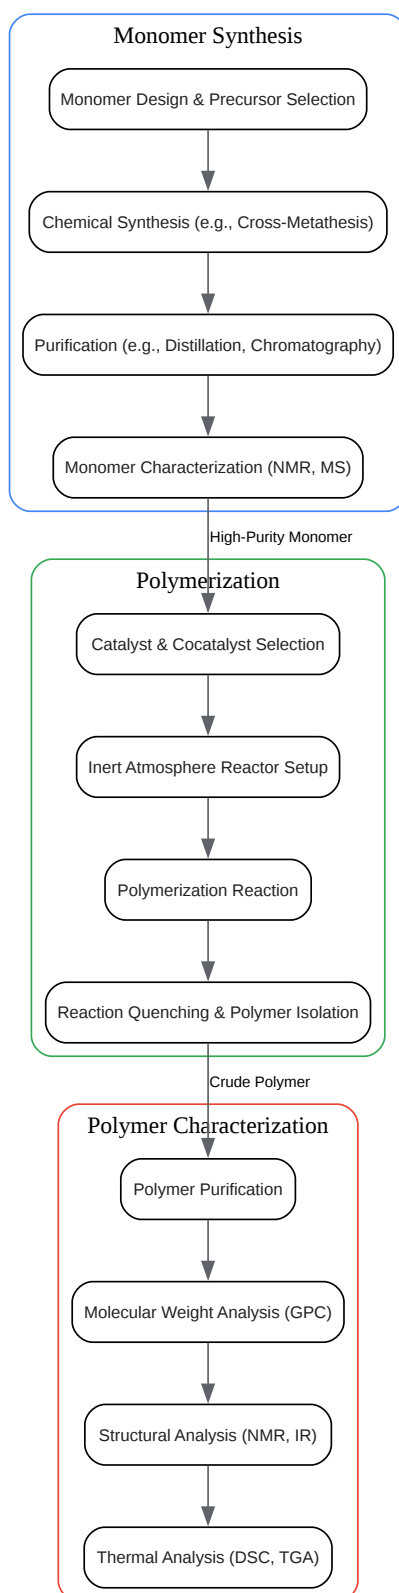 Monomer Synthesis
Monomer Design & Precursor Selection
Chemical Synthesis (e.g., Cross-Metathesis)
Purification (e.g., Distillation, Chromatography)
Monomer Characterization (NMR, MS)
High-Purity Monomer
Polymerization
Catalyst & Cocatalyst Selection
Inert Atmosphere Reactor Setup
Polymerization Reaction
Reaction Quenching & Polymer Isolation
Crude Polymer
Polymer Characterization
Polymer Purification
Molecular Weight Analysis (GPC)
Structural Analysis (NMR, IR)
Thermal Analysis (DSC, TGA)